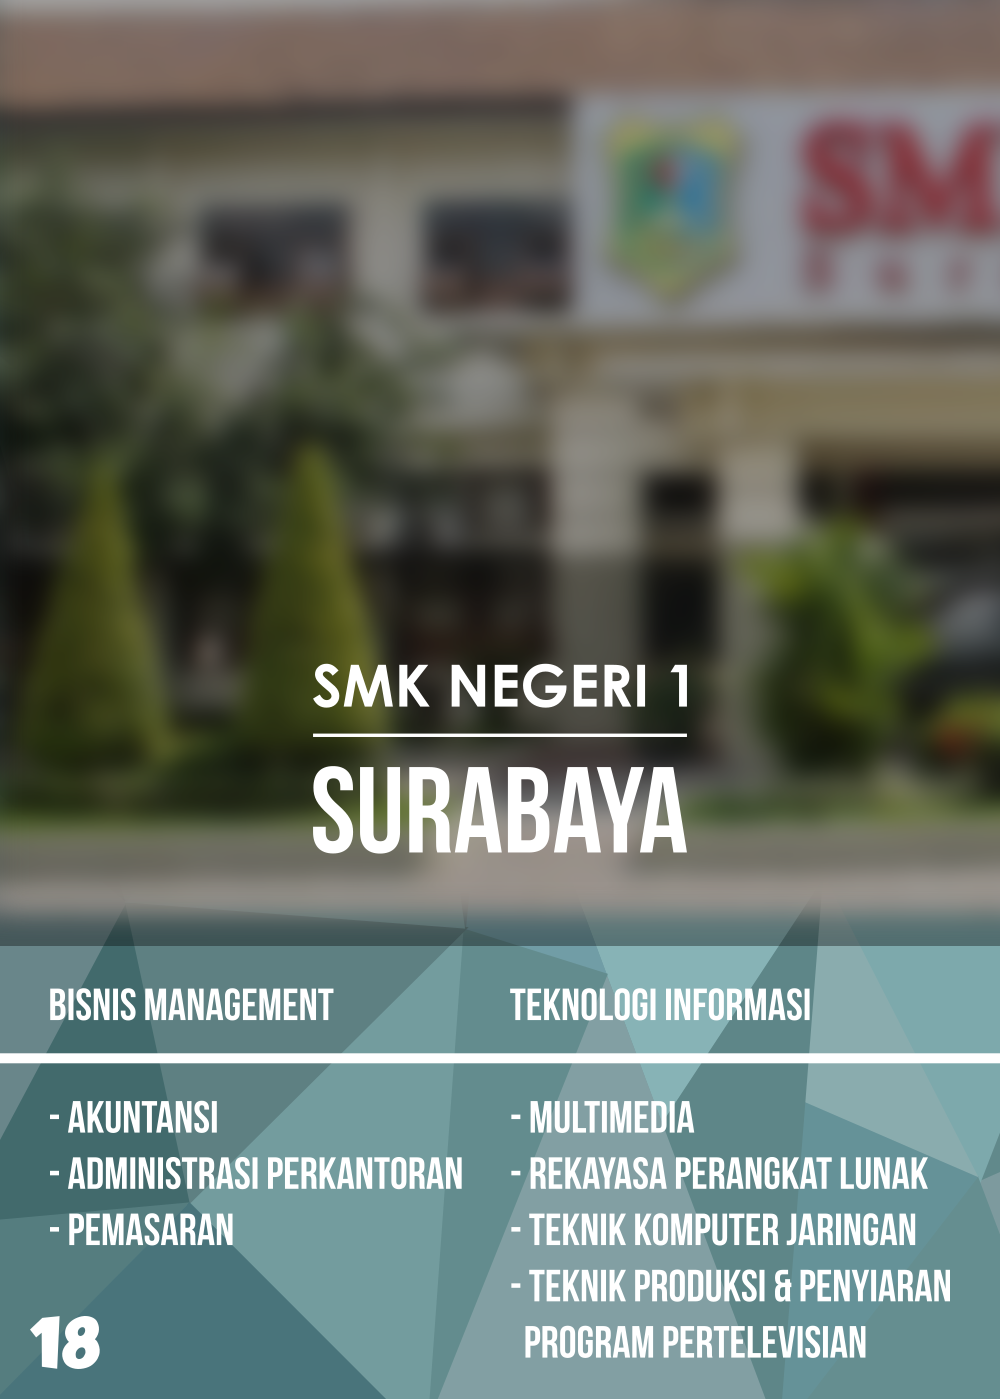 SMK NEGERI 1
SURABAYA
BISNIS MANAGEMENT
TEKNOLOGI INFORMASI
- AKUNTANSI
- ADMINISTRASI PERKANTORAN
- PEMASARAN
- MULTIMEDIA
- REKAYASA PERANGKAT LUNAK
- TEKNIK KOMPUTER JARINGAN
- TEKNIK PRODUKSI & PENYIARAN
PROGRAM PERTELEVISIAN
18